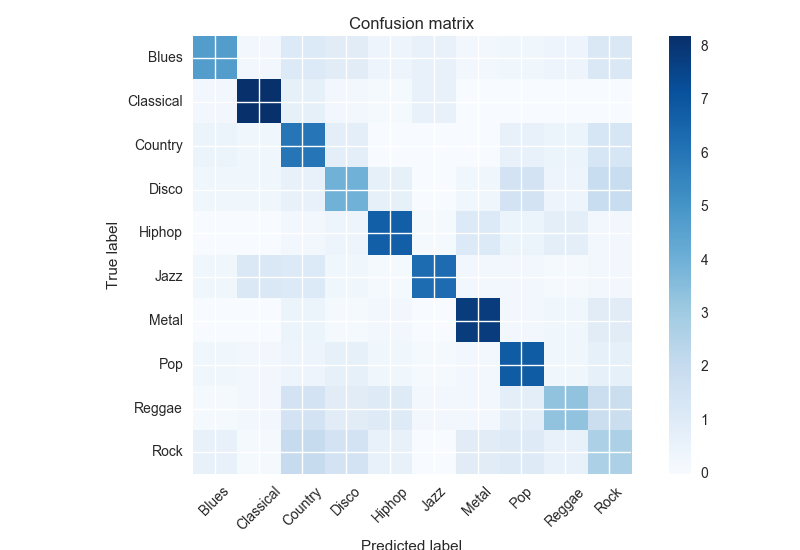 Confusion matrix
Blues
Classical
Country
Disco
Hiphop
Jazz
Metal
Pop
Reggae
Rock
True label
Blues
Classical
Country
Disco
Hiphop
Jazz
Metal
Pop
Reggae
Rock
Predicted label
8
7
6
5
4
3
2
1
0